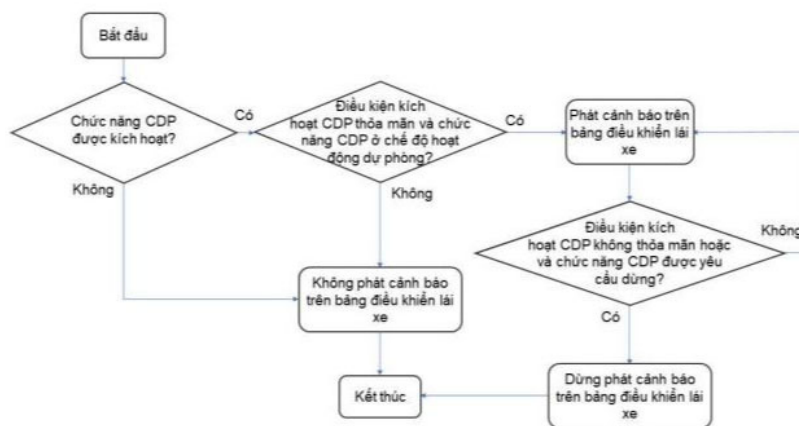 Bắt đầu
Chức năng CDP
được kích hoạt?
Có
Điều kiện kích
hoạt CDP thỏa mãn và chức
năng CDP ở chế độ hoạt
động dự phòng?
Có
Phát cảnh báo trên
bảng điều khiển lái
xe
Không
Không
Điều kiện kích
hoạt CDP không thỏa mãn hoặc
và chức năng CDP được yêu
cầu dừng?
Không
Không phát cảnh báo
trên bảng điều khiển lái
xe
Có
Kết thúc
Dừng phát cảnh báo
trên bảng điều khiển lái
xe